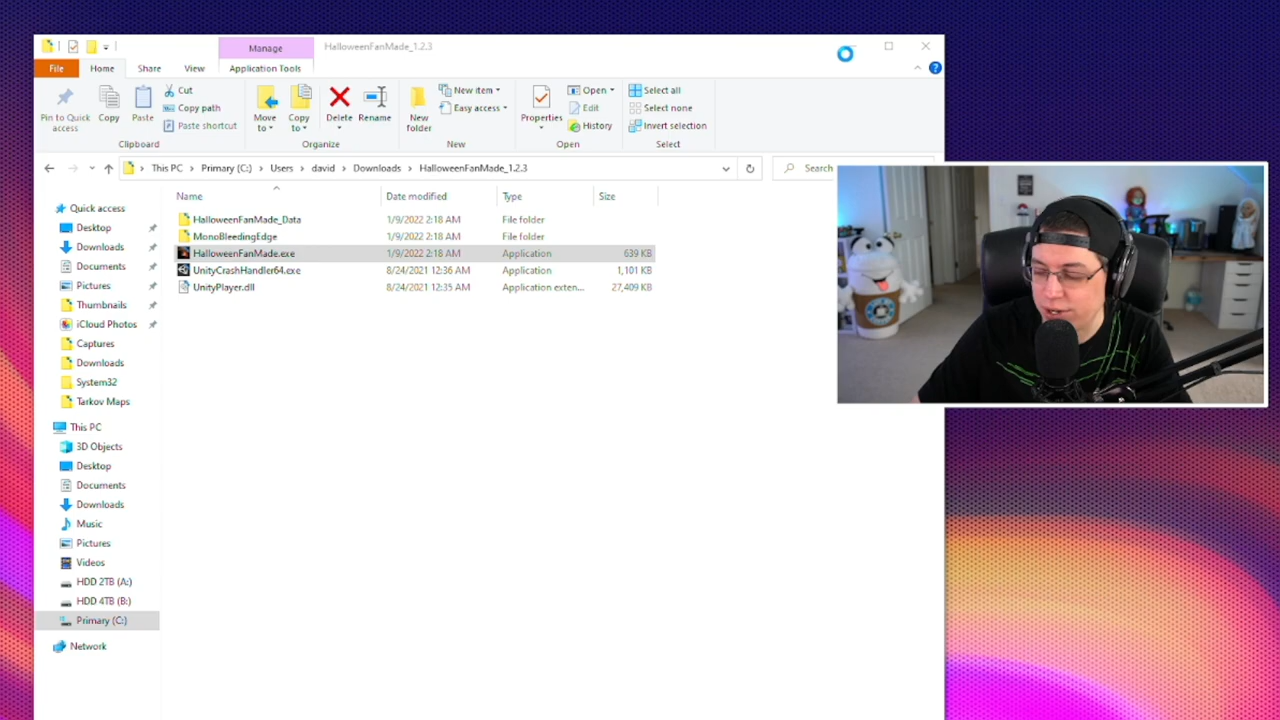 Manage
HalloweenFanMade_1.2.3
File
Home
Share
View
Application Tools
Pin to Quick access
Copy
Paste
Cut
Copy path
Paste shortcut
Clipboard
Move to
Copy to
Delete
Rename
Organize
New folder
New item
Easy access
New
Properties
Open
Edit
History
Open
Select all
Select none
Invert selection
Select
This PC > Primary (C:) > Users > david > Downloads > HalloweenFanMade_1.2.3
Search
Name Date modified Type Size
HalloweenFanMade_Data 1/9/2022 2:18 AM File folder
MonoBleedingEdge 1/9/2022 2:18 AM File folder
HalloweenFanMade.exe 1/9/2022 2:18 AM Application 639 KB
UnityCrashHandler64.exe 8/24/2021 12:36 AM Application 1,101 KB
UnityPlayer.dll 8/24/2021 12:35 AM Application exten... 27,409 KB
Quick access
Desktop
Downloads
Documents
Pictures
Thumbnails
iCloud Photos
Captures
Downloads
System32
Tarkov Maps
This PC
3D Objects
Desktop
Documents
Downloads
Music
Pictures
Videos
HDD 2TB (A:)
HDD 4TB (B:)
Primary (C:)
Network